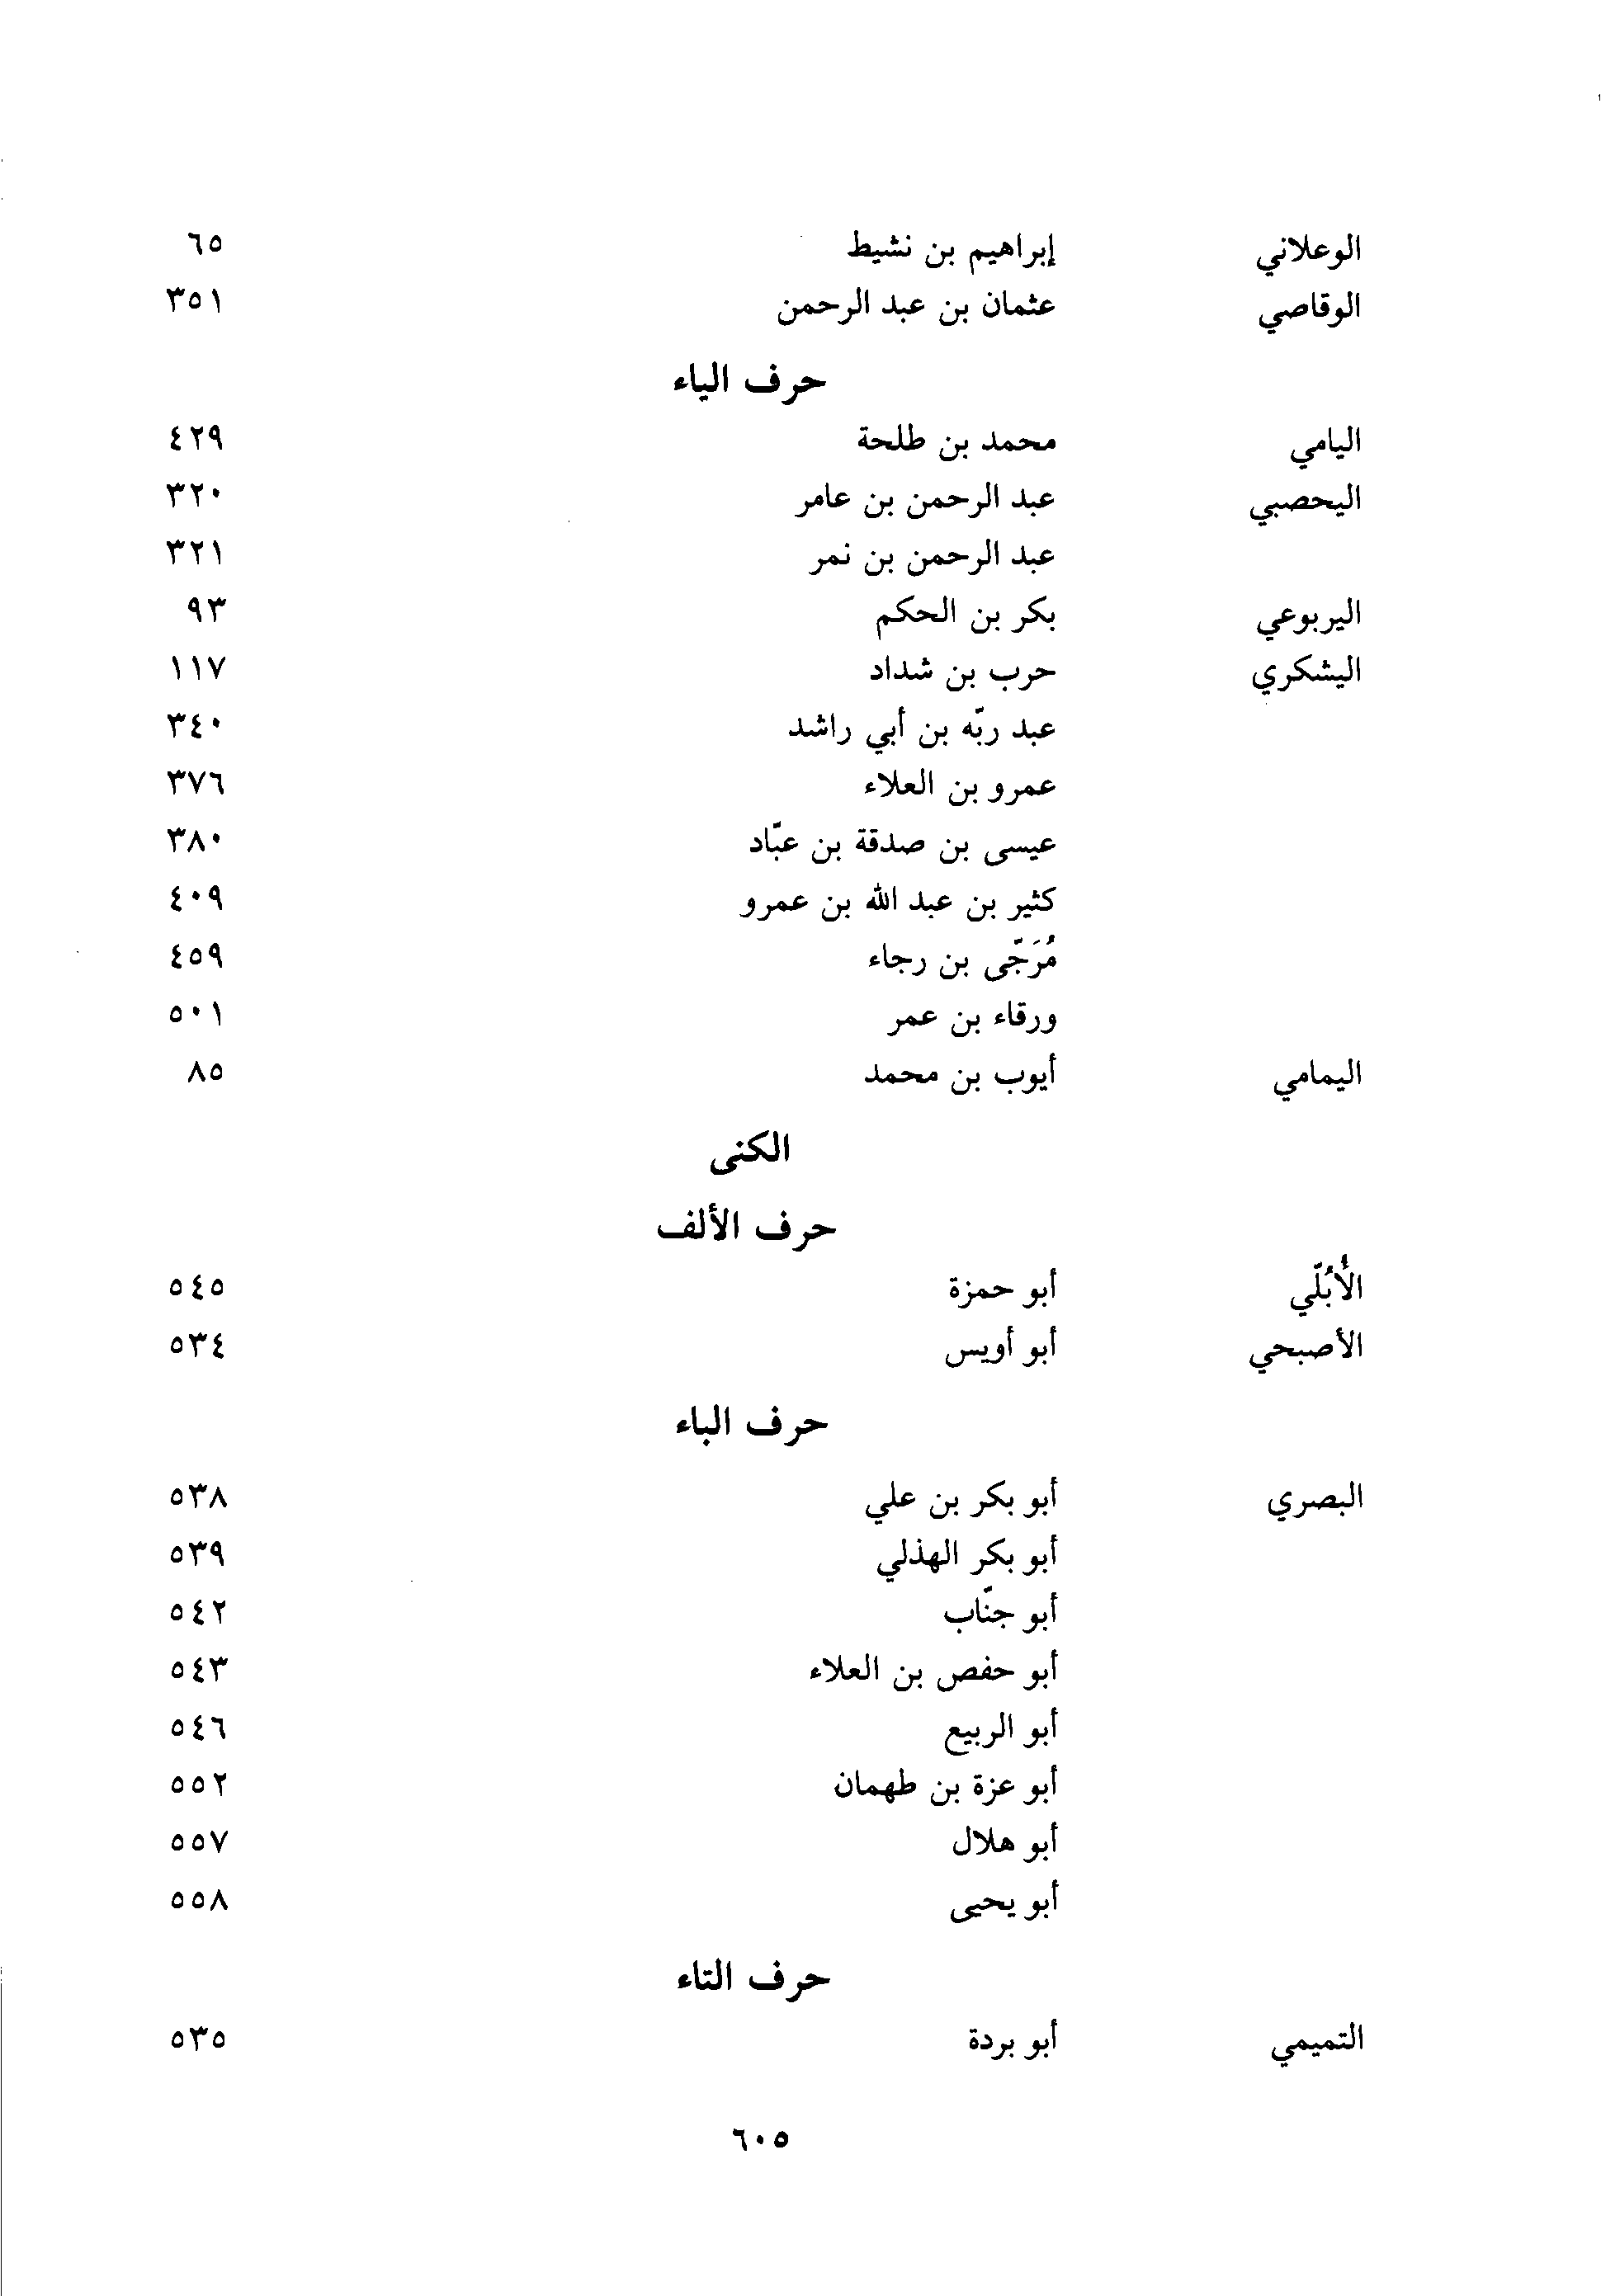 الوعلاني إبراهيم بن نشيط ٦٥
الوقاصي عثمان بن عبد الرحمن ٣٥١
حرف الياء
اليامي محمد بن طلحة ٤٢٩
اليحصبي عبد الرحمن بن عامر ٣٢٠
عبد الرحمن بن نمر ٣٢١
اليربوعي بكر بن الحكم ٩٣
اليشكري حرب بن شداد ١١٧
عبد ربّه بن أبي راشد ٣٤٠
عمرو بن العلاء ٣٧٦
عيسى بن صدقة بن عبّاد ٣٨٠
كثير بن عبد الله بن عمرو ٤٠٩
مُرَجّى بن رجاء ٤٥٩
ورقاء بن عمر ٥٠١
اليمامي أيوب بن محمد ٨٥
الكنى
حرف الألف
الأُبُلّي أبو حمزة ٥٤٥
الأصبحي أبو أويس ٥٣٤
حرف الباء
البصري أبو بكر بن علي ٥٣٨
أبو بكر الهذلي ٥٣٩
أبو جنّاب ٥٤٢
أبو حفص بن العلاء ٥٤٣
أبو الربيع ٥٤٦
أبو عزة بن طهمان ٥٥٢
أبو هلال ٥٥٧
أبو يحيى ٥٥٨
حرف التاء
التميمي أبو بردة ٥٣٥
٦٠٥